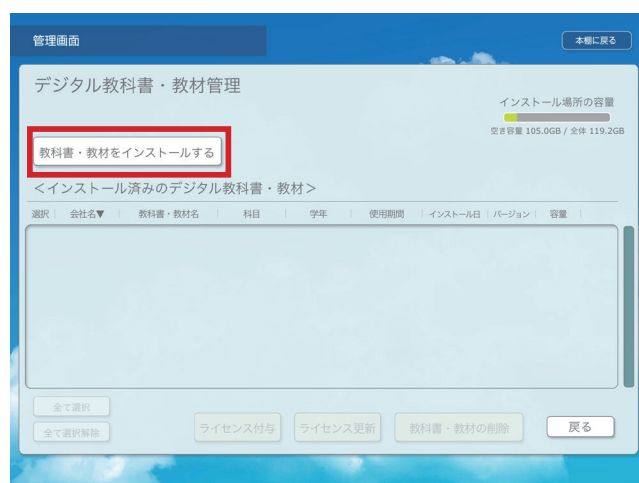 管理画面
本棚に戻る
デジタル教科書・教材管理
インストール場所の容量
空き容量 105.0GB / 全体 119.2GB
教科書・教材をインストールする
＜インストール済みのデジタル教科書・教材＞
選択 会社名▼ 教科書・教材名 科目 学年 使用期間 インストール日 バージョン 容量
全て選択
全て選択解除
ライセンス付与 ライセンス更新 教科書・教材の削除 戻る